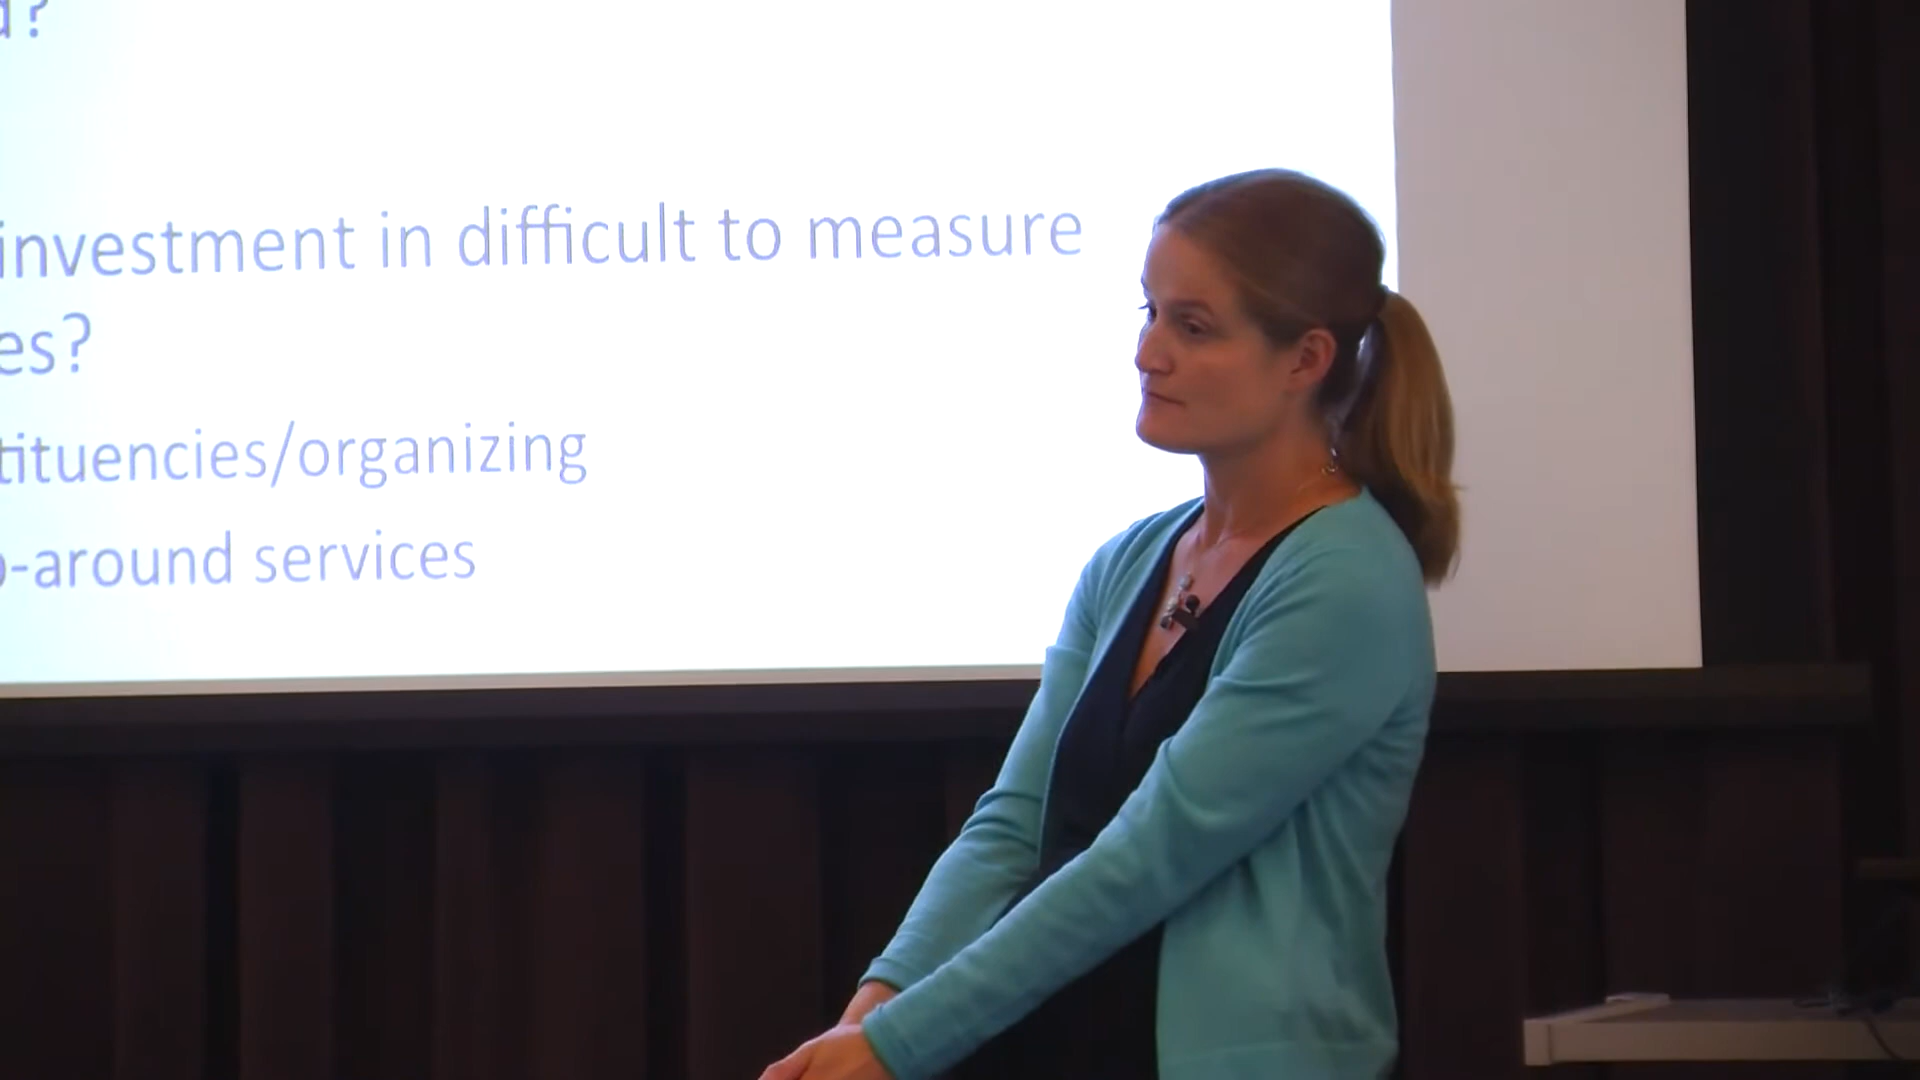 d?
investment in difficult to measure
es?
tituencies/organizing
-around services